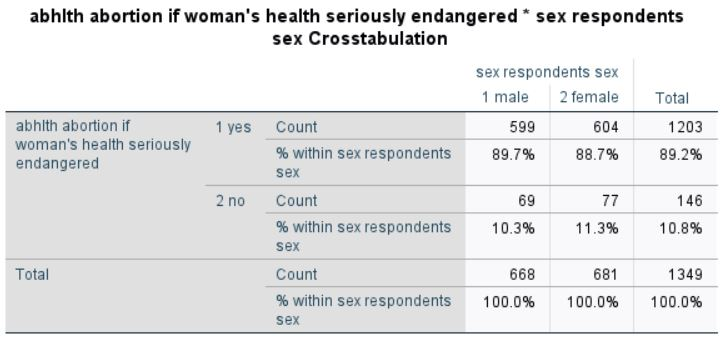 abhlth abortion if woman's health seriously endangered * sex respondents
sex Crosstabulation
sex respondents sex
1 male 2 female Total
abhlth abortion if 1 yes Count 599 604 1203
woman's health seriously
endangered
% within sex respondents 89.7% 88.7% 89.2%
sex
2 no Count 69 77 146
% within sex respondents 10.3% 11.3% 10.8%
sex
Total Count 668 681 1349
% within sex respondents 100.0% 100.0% 100.0%
sex